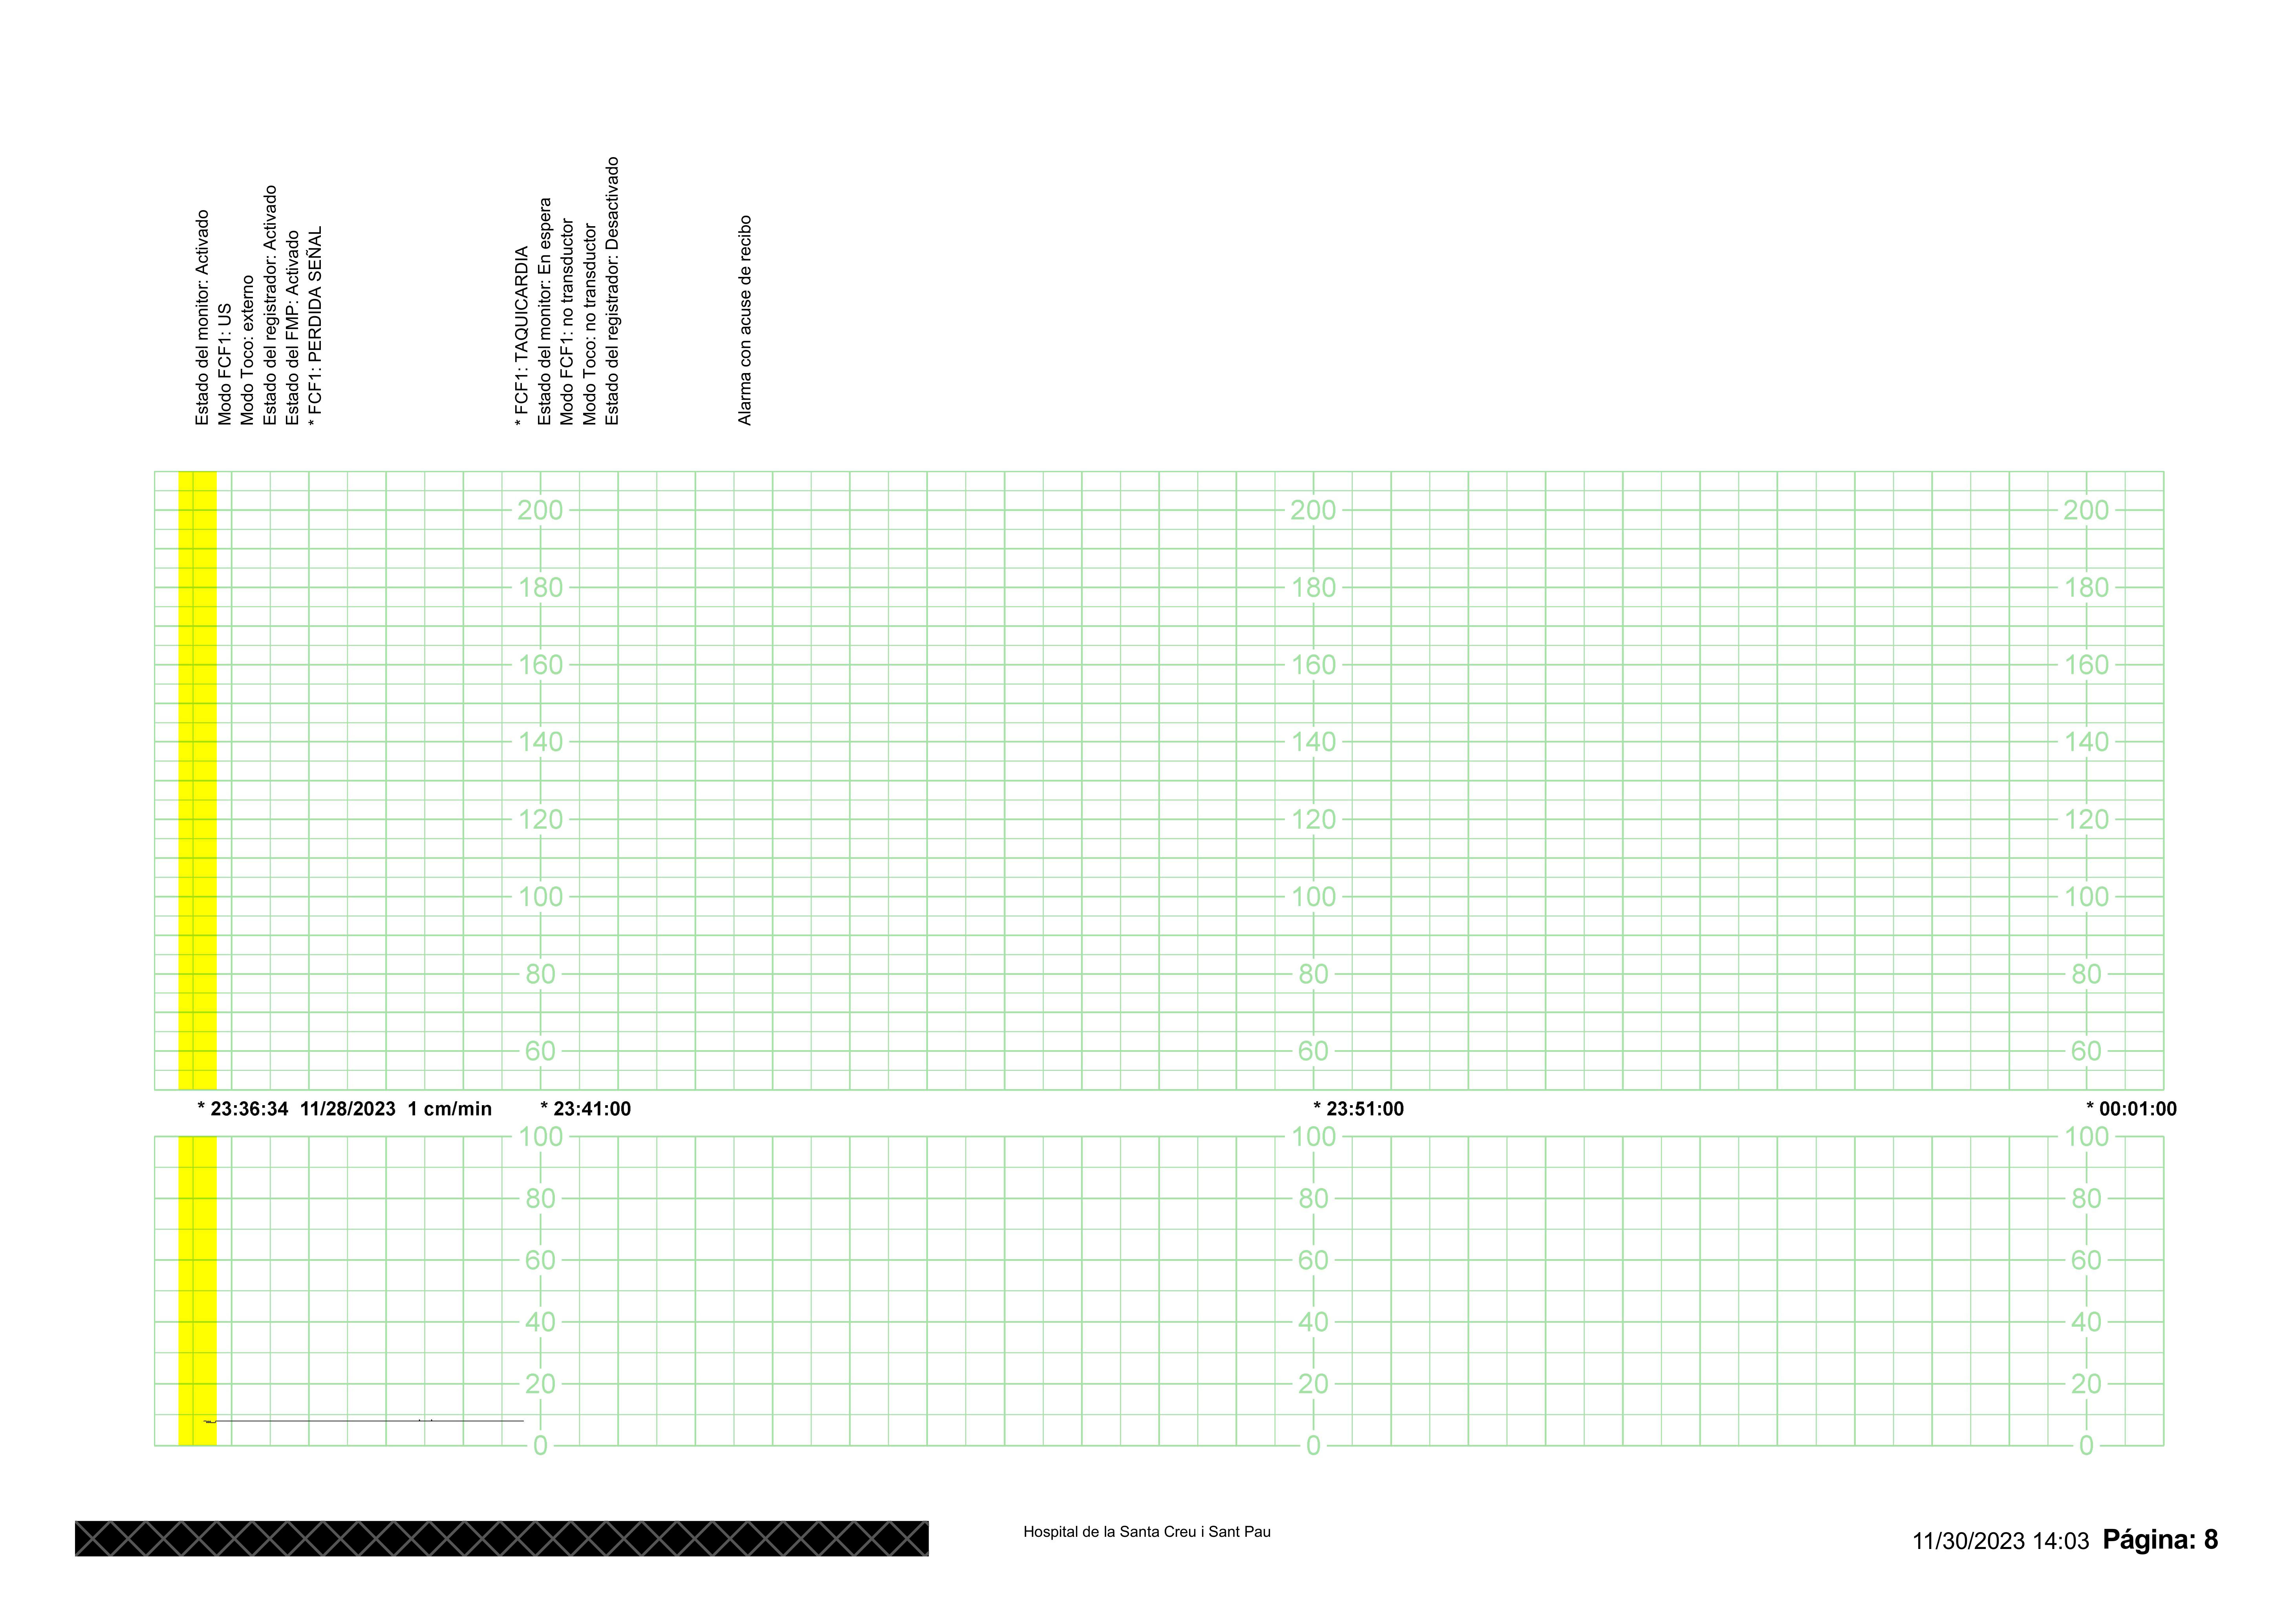 Estado del monitor: Activado
Modo FCF1: US
Modo Toco: externo
Estado del registrador: Activado
Estado del FMP: Activado
* FCF1: PERDIDA SEÑAL
* FCF1: TAQUICARDIA
Estado del monitor: En espera
Modo FCF1: no transductor
Modo Toco: no transductor
Estado del registrador: Desactivado
Alarma con acuse de recibo
200 200 200
180 180 180
160 160 160
140 140 140
120 120 120
100 100 100
80 80 80
60 60 60
* 23:36:34 11/28/2023 1 cm/min * 23:41:00 * 23:51:00 * 00:01:00
100 100 100
80 80 80
60 60 60
40 40 40
20 20 20
0 0 0
Hospital de la Santa Creu i Sant Pau
11/30/2023 14:03 Página: 8